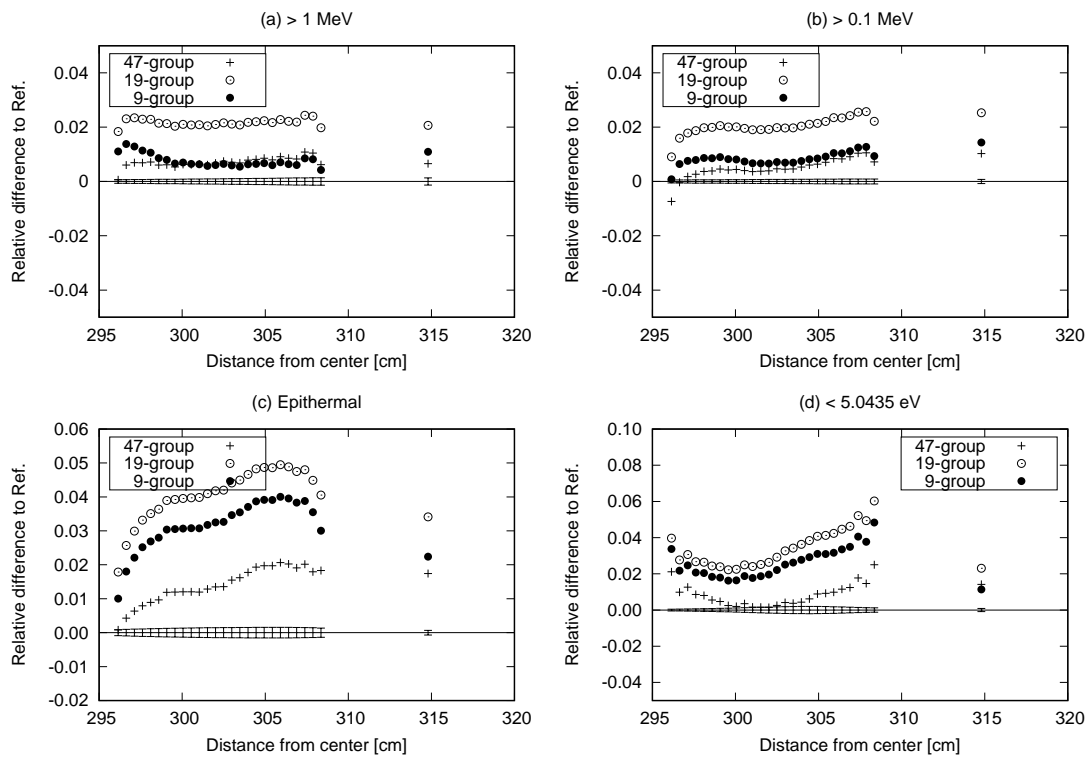 (a) > 1 MeV
Relative difference to Ref.
0.04
0.02
0
-0.02
-0.04
47-group
19-group
9-group
295 300 305 310 315 320
Distance from center [cm]
(b) > 0.1 MeV
Relative difference to Ref.
0.04
0.02
0
-0.02
-0.04
47-group
19-group
9-group
295 300 305 310 315 320
Distance from center [cm]
(c) Epithermal
Relative difference to Ref.
0.06
0.05
0.04
0.03
0.02
0.01
0.00
-0.01
-0.02
47-group
19-group
9-group
295 300 305 310 315 320
Distance from center [cm]
(d) < 5.0435 eV
Relative difference to Ref.
0.10
0.08
0.06
0.04
0.02
0.00
-0.02
-0.04
47-group
19-group
9-group
295 300 305 310 315 320
Distance from center [cm]